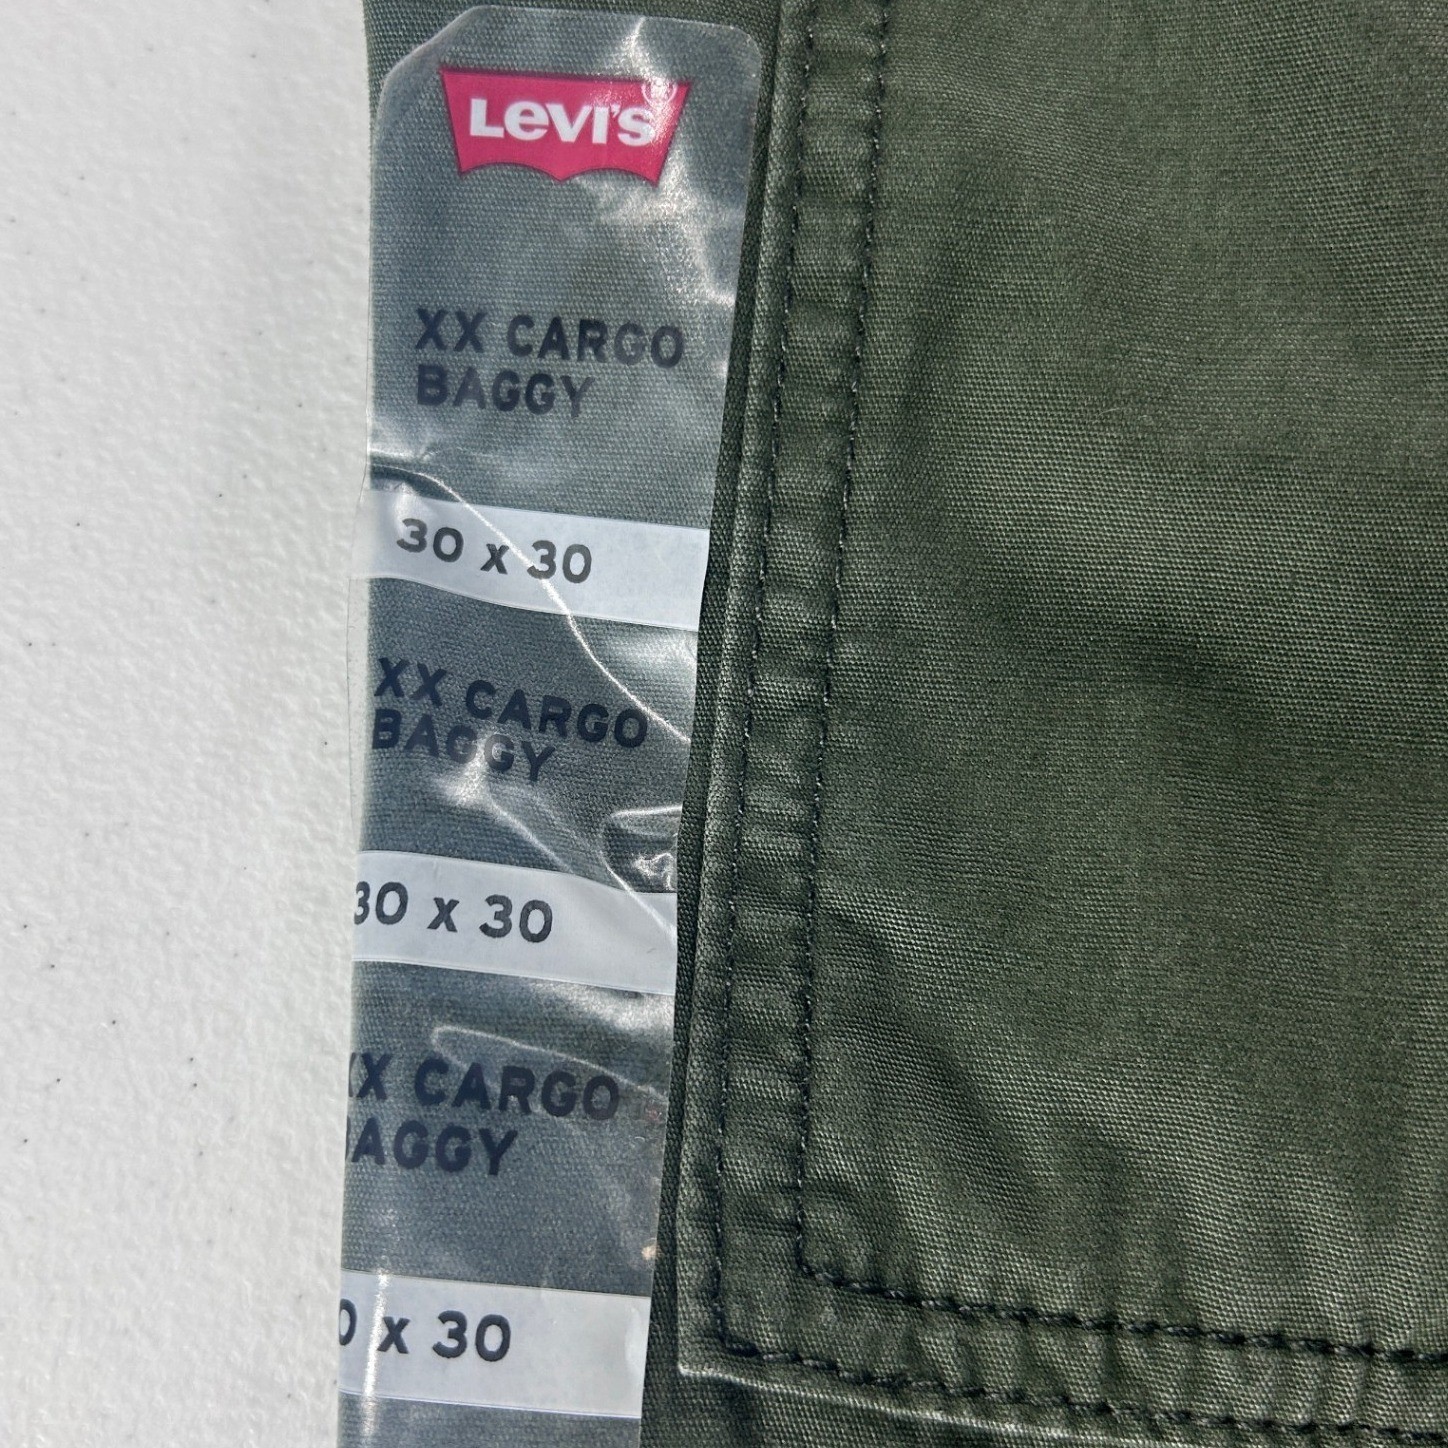 Levi's®
XX CARGO
BAGGY
30 x 30
XX CARGO
BAGGY
30 x 30
X CARGO
AGGY
0 x 30